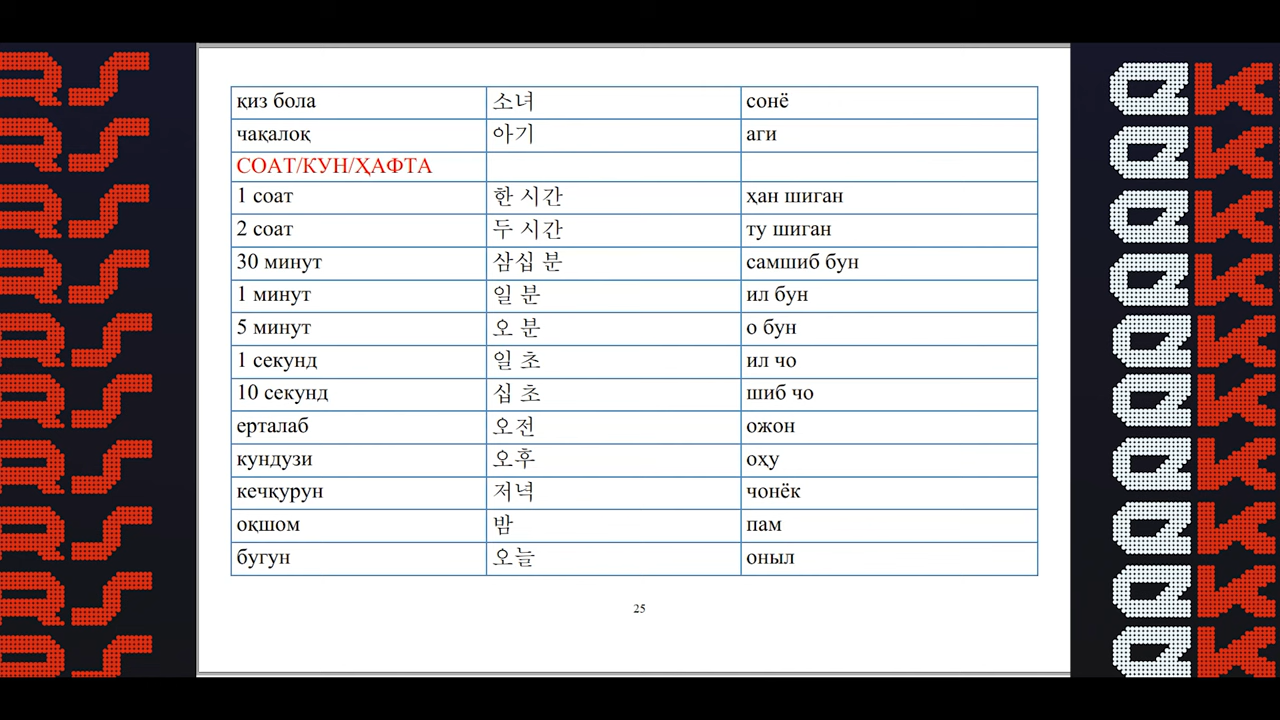 қиз бола 소녀 сонё
чақалоқ 아기 аги
СОАТ/КУН/ҲАФТА
1 соат 한 시간 ҳан шиган
2 соат 두 시간 ту шиган
30 минут 삼십 분 самшиб бун
1 минут 일 분 ил бун
5 минут 오 분 о бун
1 секунд 일 초 ил чо
10 секунд 십 초 шиб чо
ерталаб 오전 ожон
кундузи 오후 оҳу
кечқурун 저녁 чонёк
оқшом 밤 пам
бугун 오늘 оныл
25